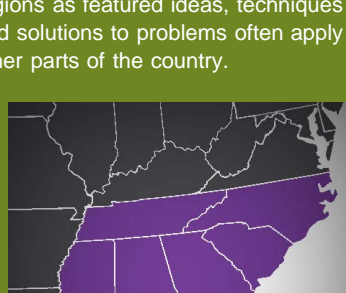 gions as featured ideas, techniques
d solutions to problems often apply
her parts of the country.